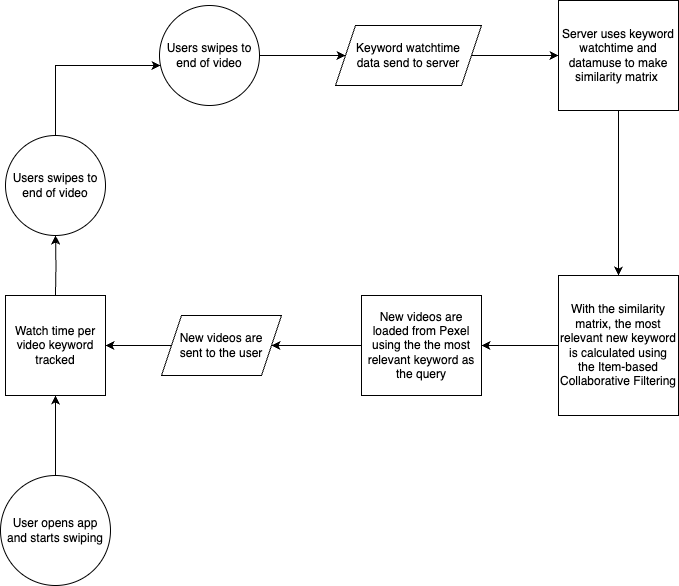 Users swipes to
end of video
Keyword watchtime
data send to server
Server uses keyword
watchtime and
datamuse to make
similarity matrix
Users swipes to
end of video
Watch time per
video keyword
tracked
New videos are
sent to the user
New videos are
loaded from Pexel
using the the most
relevant keyword as
the query
With the similarity
matrix, the most
relevant new keyword
is calculated using
the Item-based
Collaborative Filtering
User opens app
and starts swiping